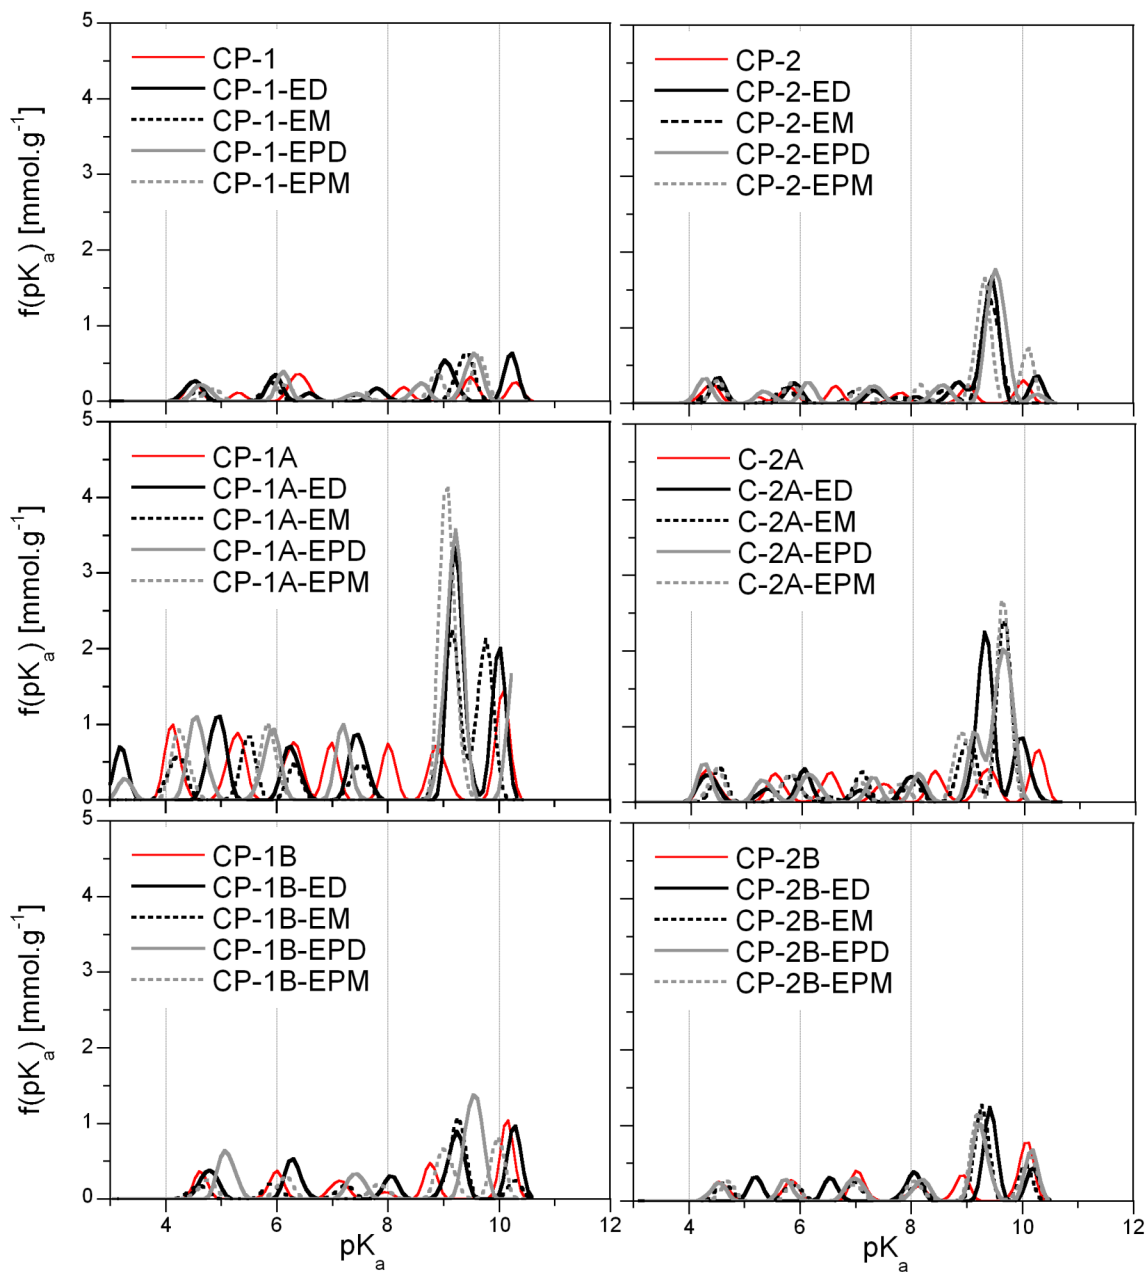 5
4
3
2
1
0
f(pKa) [mmol.g-1]
CP-1
CP-1-ED
CP-1-EM
CP-1-EPD
CP-1-EPM
CP-2
CP-2-ED
CP-2-EM
CP-2-EPD
CP-2-EPM
5
4
3
2
1
0
f(pKa) [mmol.g-1]
CP-1A
CP-1A-ED
CP-1A-EM
CP-1A-EPD
CP-1A-EPM
C-2A
C-2A-ED
C-2A-EM
C-2A-EPD
C-2A-EPM
5
4
3
2
1
0
f(pKa) [mmol.g-1]
CP-1B
CP-1B-ED
CP-1B-EM
CP-1B-EPD
CP-1B-EPM
CP-2B
CP-2B-ED
CP-2B-EM
CP-2B-EPD
CP-2B-EPM
4 6 8 10 12
pKa
4 6 8 10 12
pKa